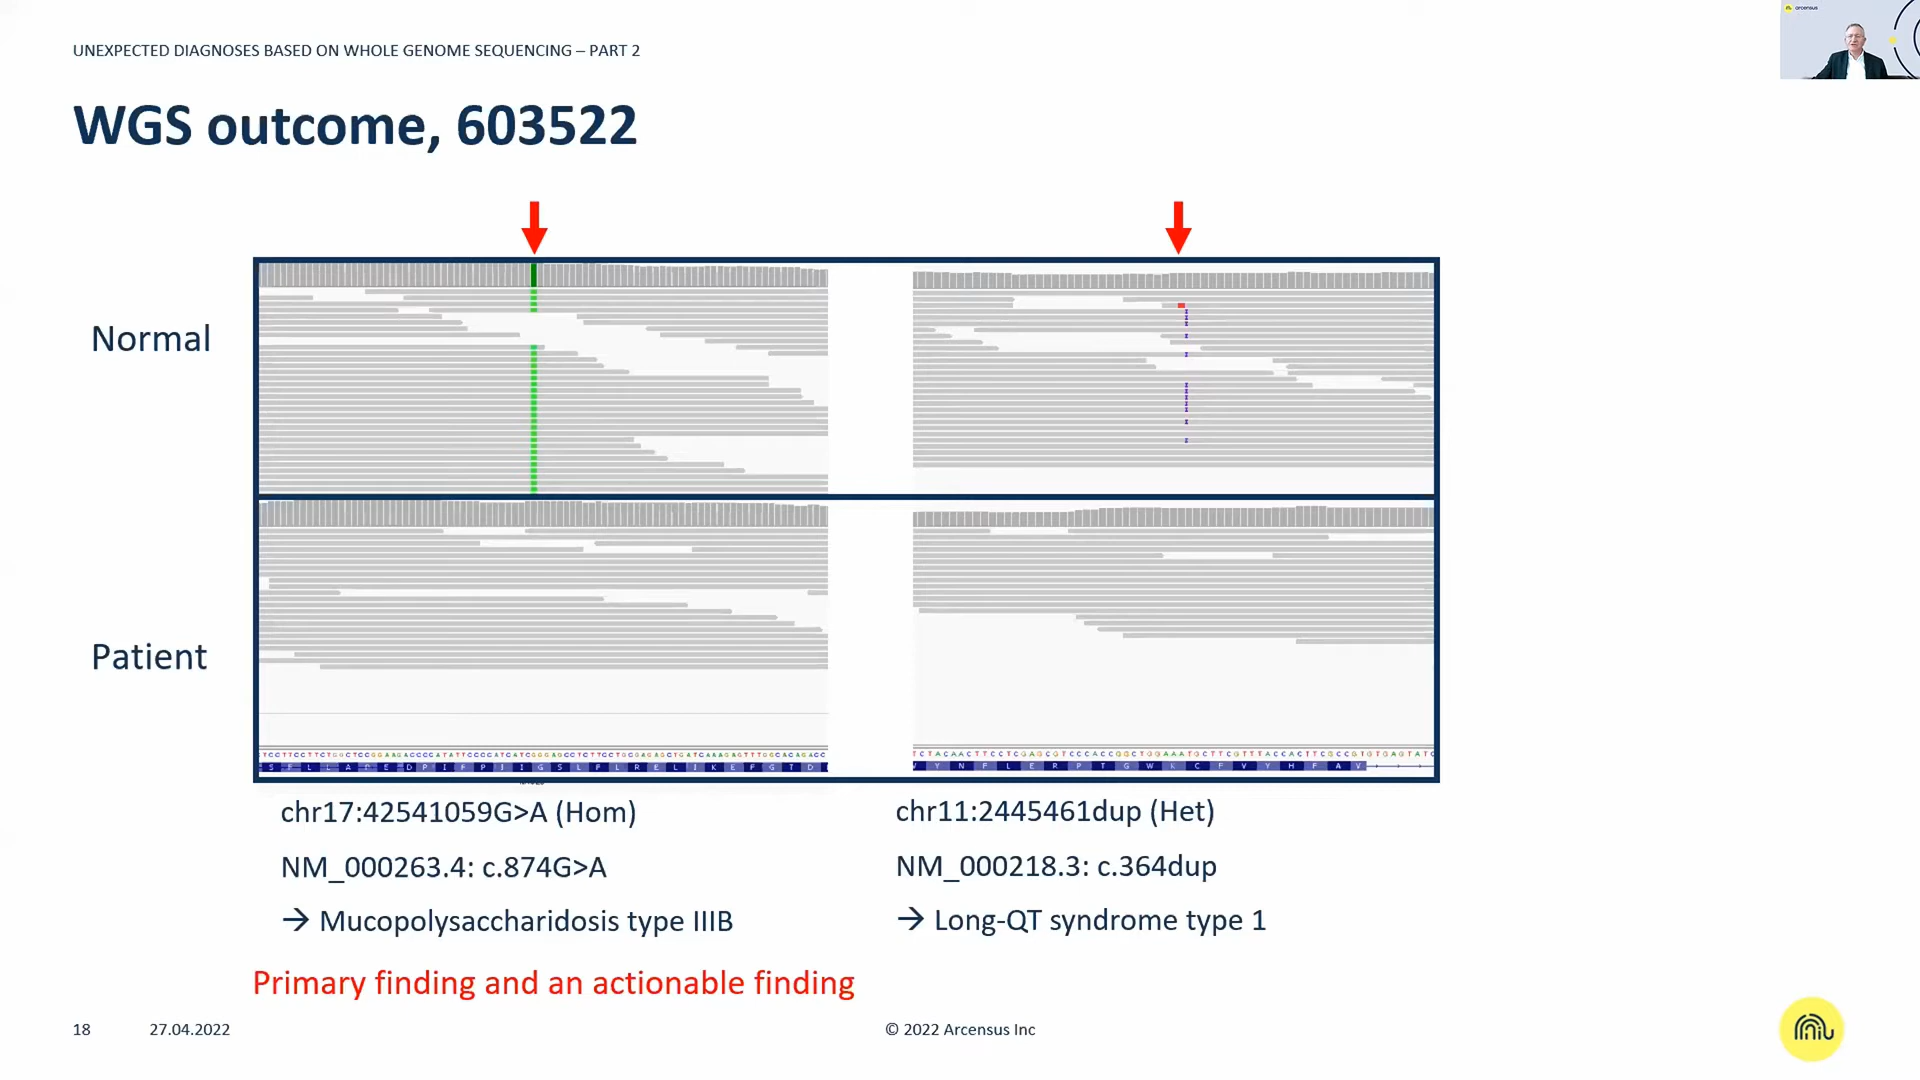 UNEXPECTED DIAGNOSES BASED ON WHOLE GENOME SEQUENCING – PART 2
arcensus
WGS outcome, 603522
Normal
Patient
S F L L A P E D P I F P I I G S L F L R E L I K E F G T D
V Y N F L E R P T G W K C F V Y H F A V
chr17:42541059G>A (Hom)
chr11:2445461dup (Het)
NM_000263.4: c.874G>A
NM_000218.3: c.364dup
→ Mucopolysaccharidosis type IIIB
→ Long-QT syndrome type 1
Primary finding and an actionable finding
18
27.04.2022
© 2022 Arcensus Inc